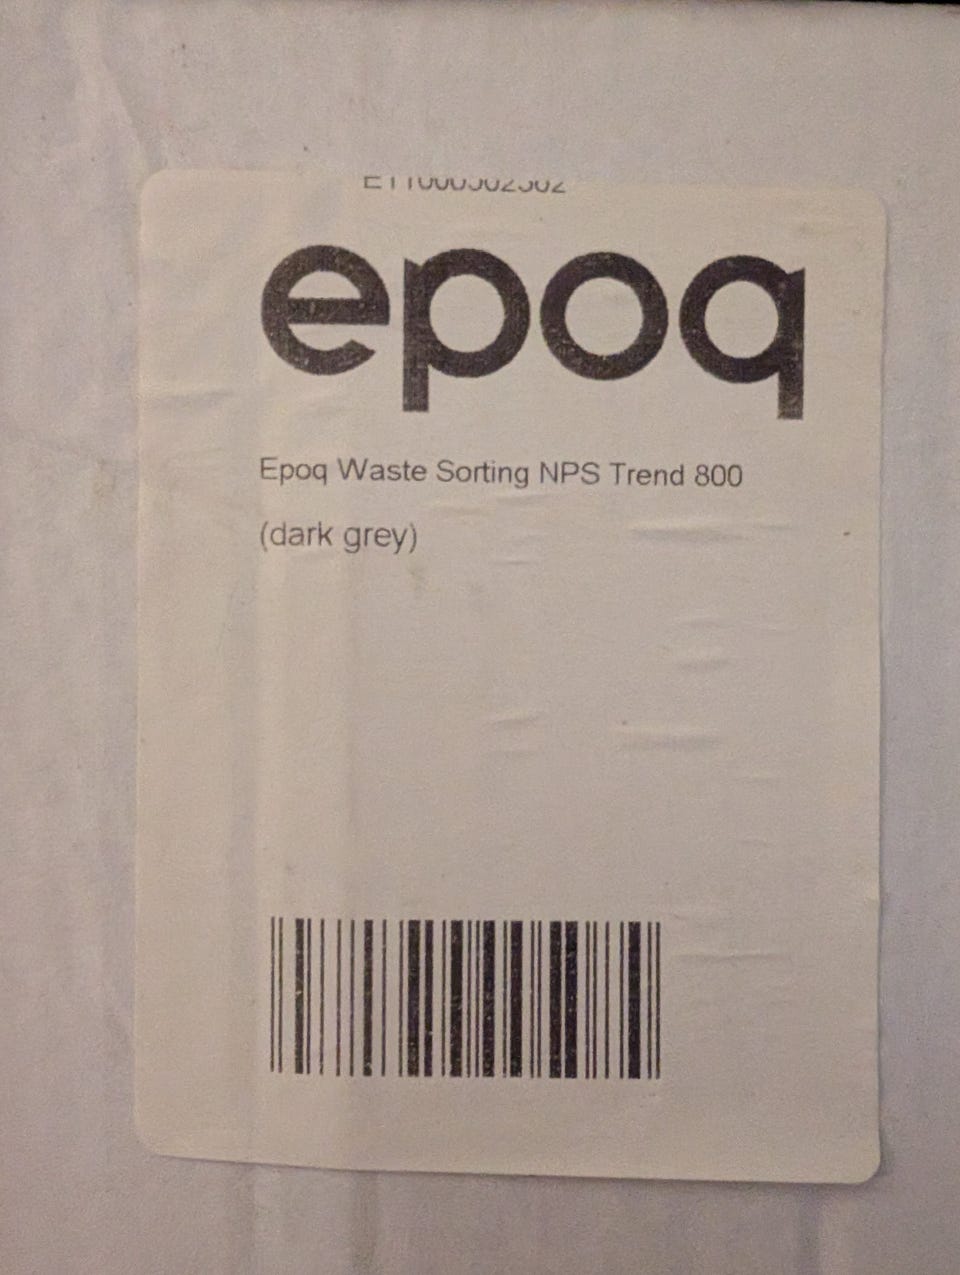 epoq
Epoq Waste Sorting NPS Trend 800
(dark grey)